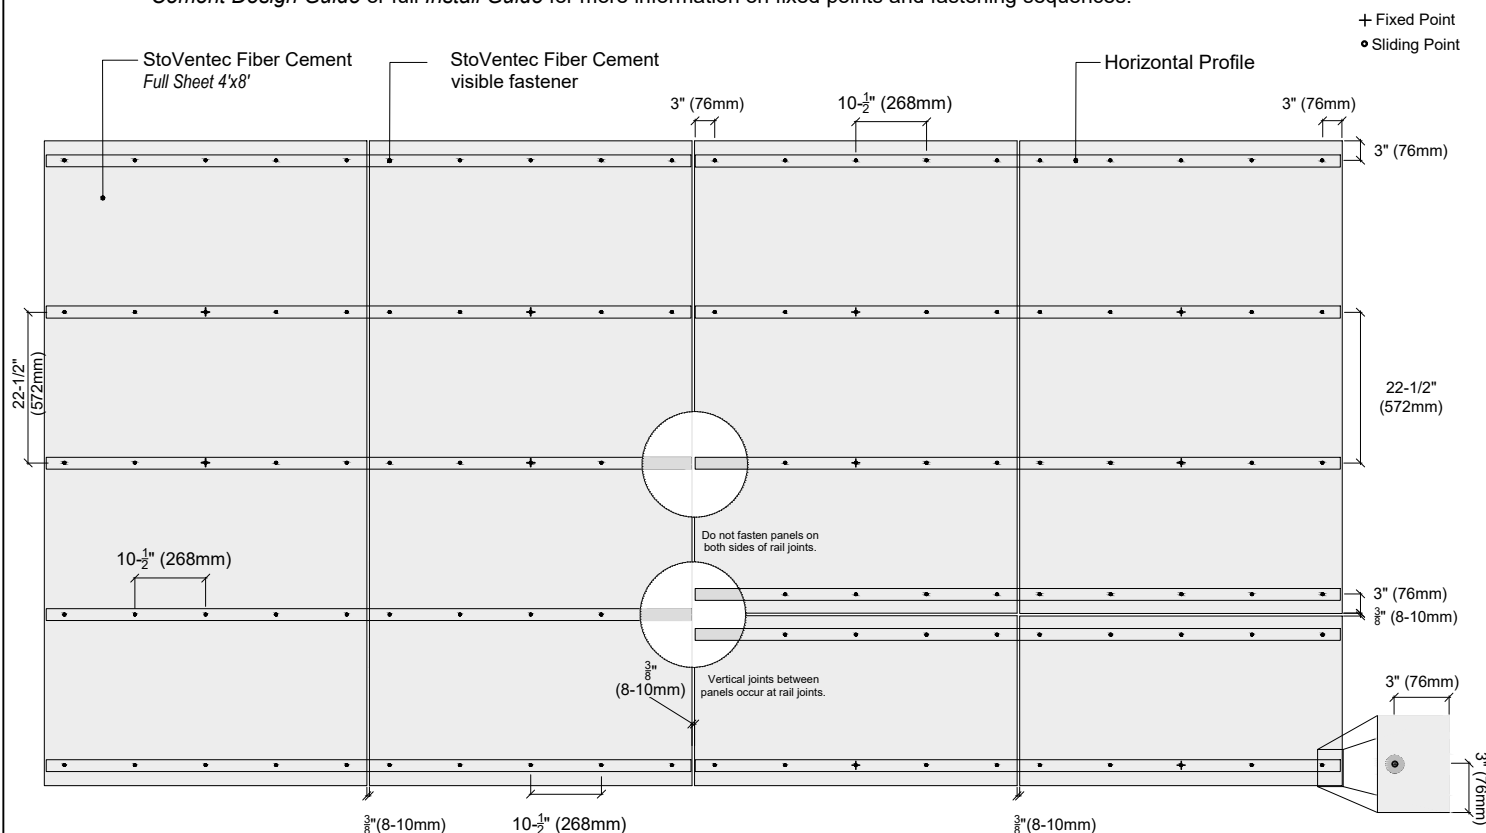 Cement Design Guide or full Install Guide for more information on fixed points and fastening sequences.
Fixed Point
Sliding Point
StoVentec Fiber Cement
Full Sheet 4'x8'
StoVentec Fiber Cement
visible fastener
Horizontal Profile
3" (76mm)
10-1/2" (268mm)
3" (76mm)
3" (76mm)
22-1/2"
(572mm)
22-1/2"
(572mm)
Do not fasten panels on
both sides of rail joints.
10-1/2" (268mm)
3" (76mm)
3/8" (8-10mm)
3/8"
(8-10mm)
Vertical joints between
panels occur at rail joints.
3" (76mm)
3" (76mm)
3/8"(8-10mm)
10-1/2" (268mm)
3/8"(8-10mm)